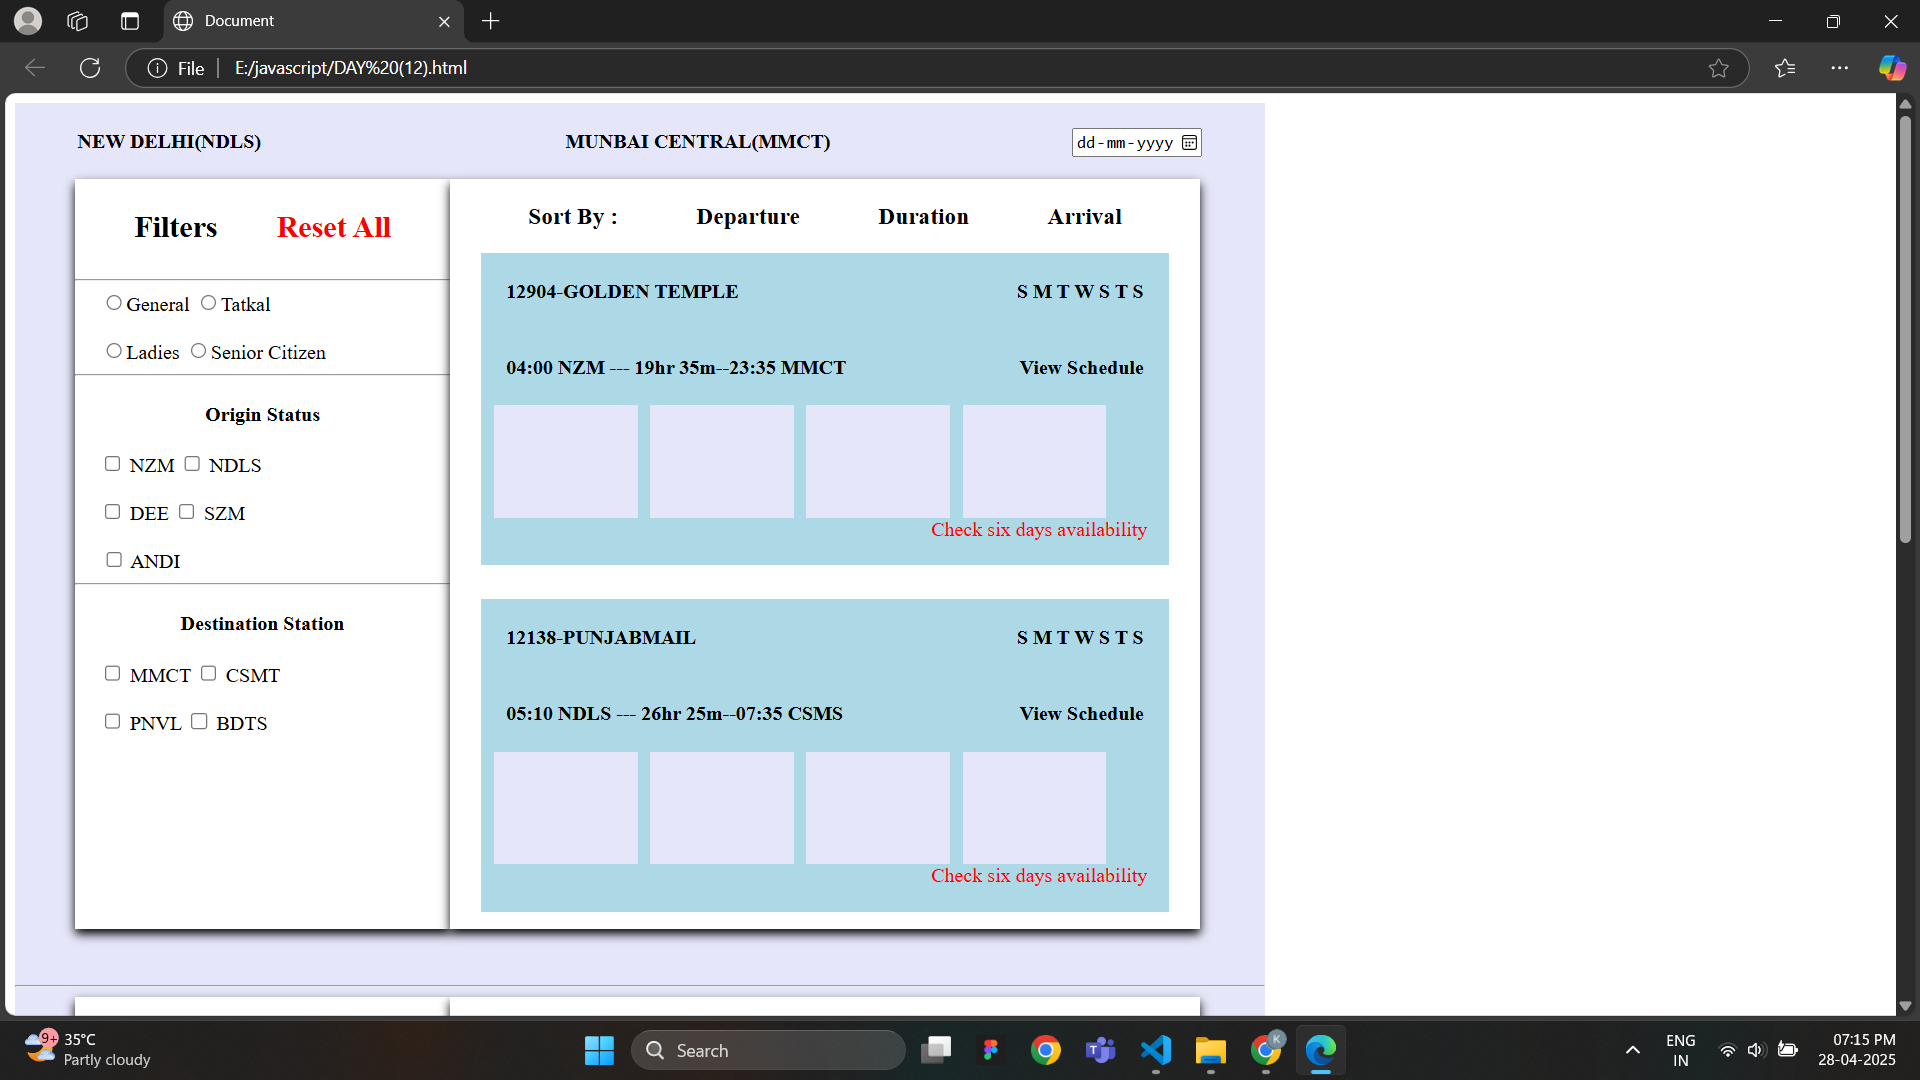 Document
File
E:/javascript/DAY%20(12).html
NEW DELHI(NDLS) MUNBAI CENTRAL(MMCT) dd-mm-yyyy
Filters Reset All
General Tatkal
Ladies Senior Citizen
Origin Status
NZM NDLS
DEE SZM
ANDI
Destination Station
MMCT CSMT
PNVL BDTS
Sort By : Departure Duration Arrival
12904-GOLDEN TEMPLE S M T W S T S
04:00 NZM --- 19hr 35m--23:35 MMCT View Schedule
Check six days availability
12138-PUNJABMAIL S M T W S T S
05:10 NDLS --- 26hr 25m--07:35 CSMS View Schedule
Check six days availability
9+
35°C
Partly cloudy
Search
K
ENG
IN
07:15 PM
28-04-2025